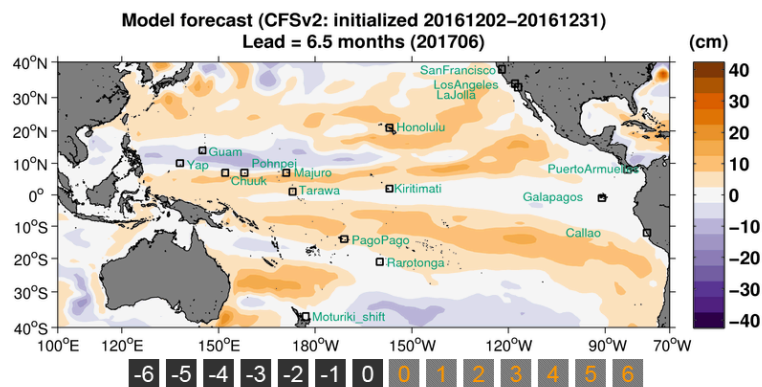 Model forecast (CFSv2: initialized 20161202−20161231)
Lead = 6.5 months (201706)
(cm)
40°N
30°N
20°N
10°N
0°
10°S
20°S
30°S
40°S
SanFrancisco
LosAngeles
LaJolla
Honolulu
Guam
Yap
Pohnpei
Chuuk
Majuro
Tarawa
Kiritimati
PuertoArmuelles
Galapagos
Callao
PagoPago
Rarotonga
Moturiki_shift
40
30
20
10
0
−10
−20
−30
−40
100°E 120°E 150°E 180°W 150°W 120°W 90°W 70°W
-6 -5 -4 -3 -2 -1 0 0 1 2 3 4 5 6